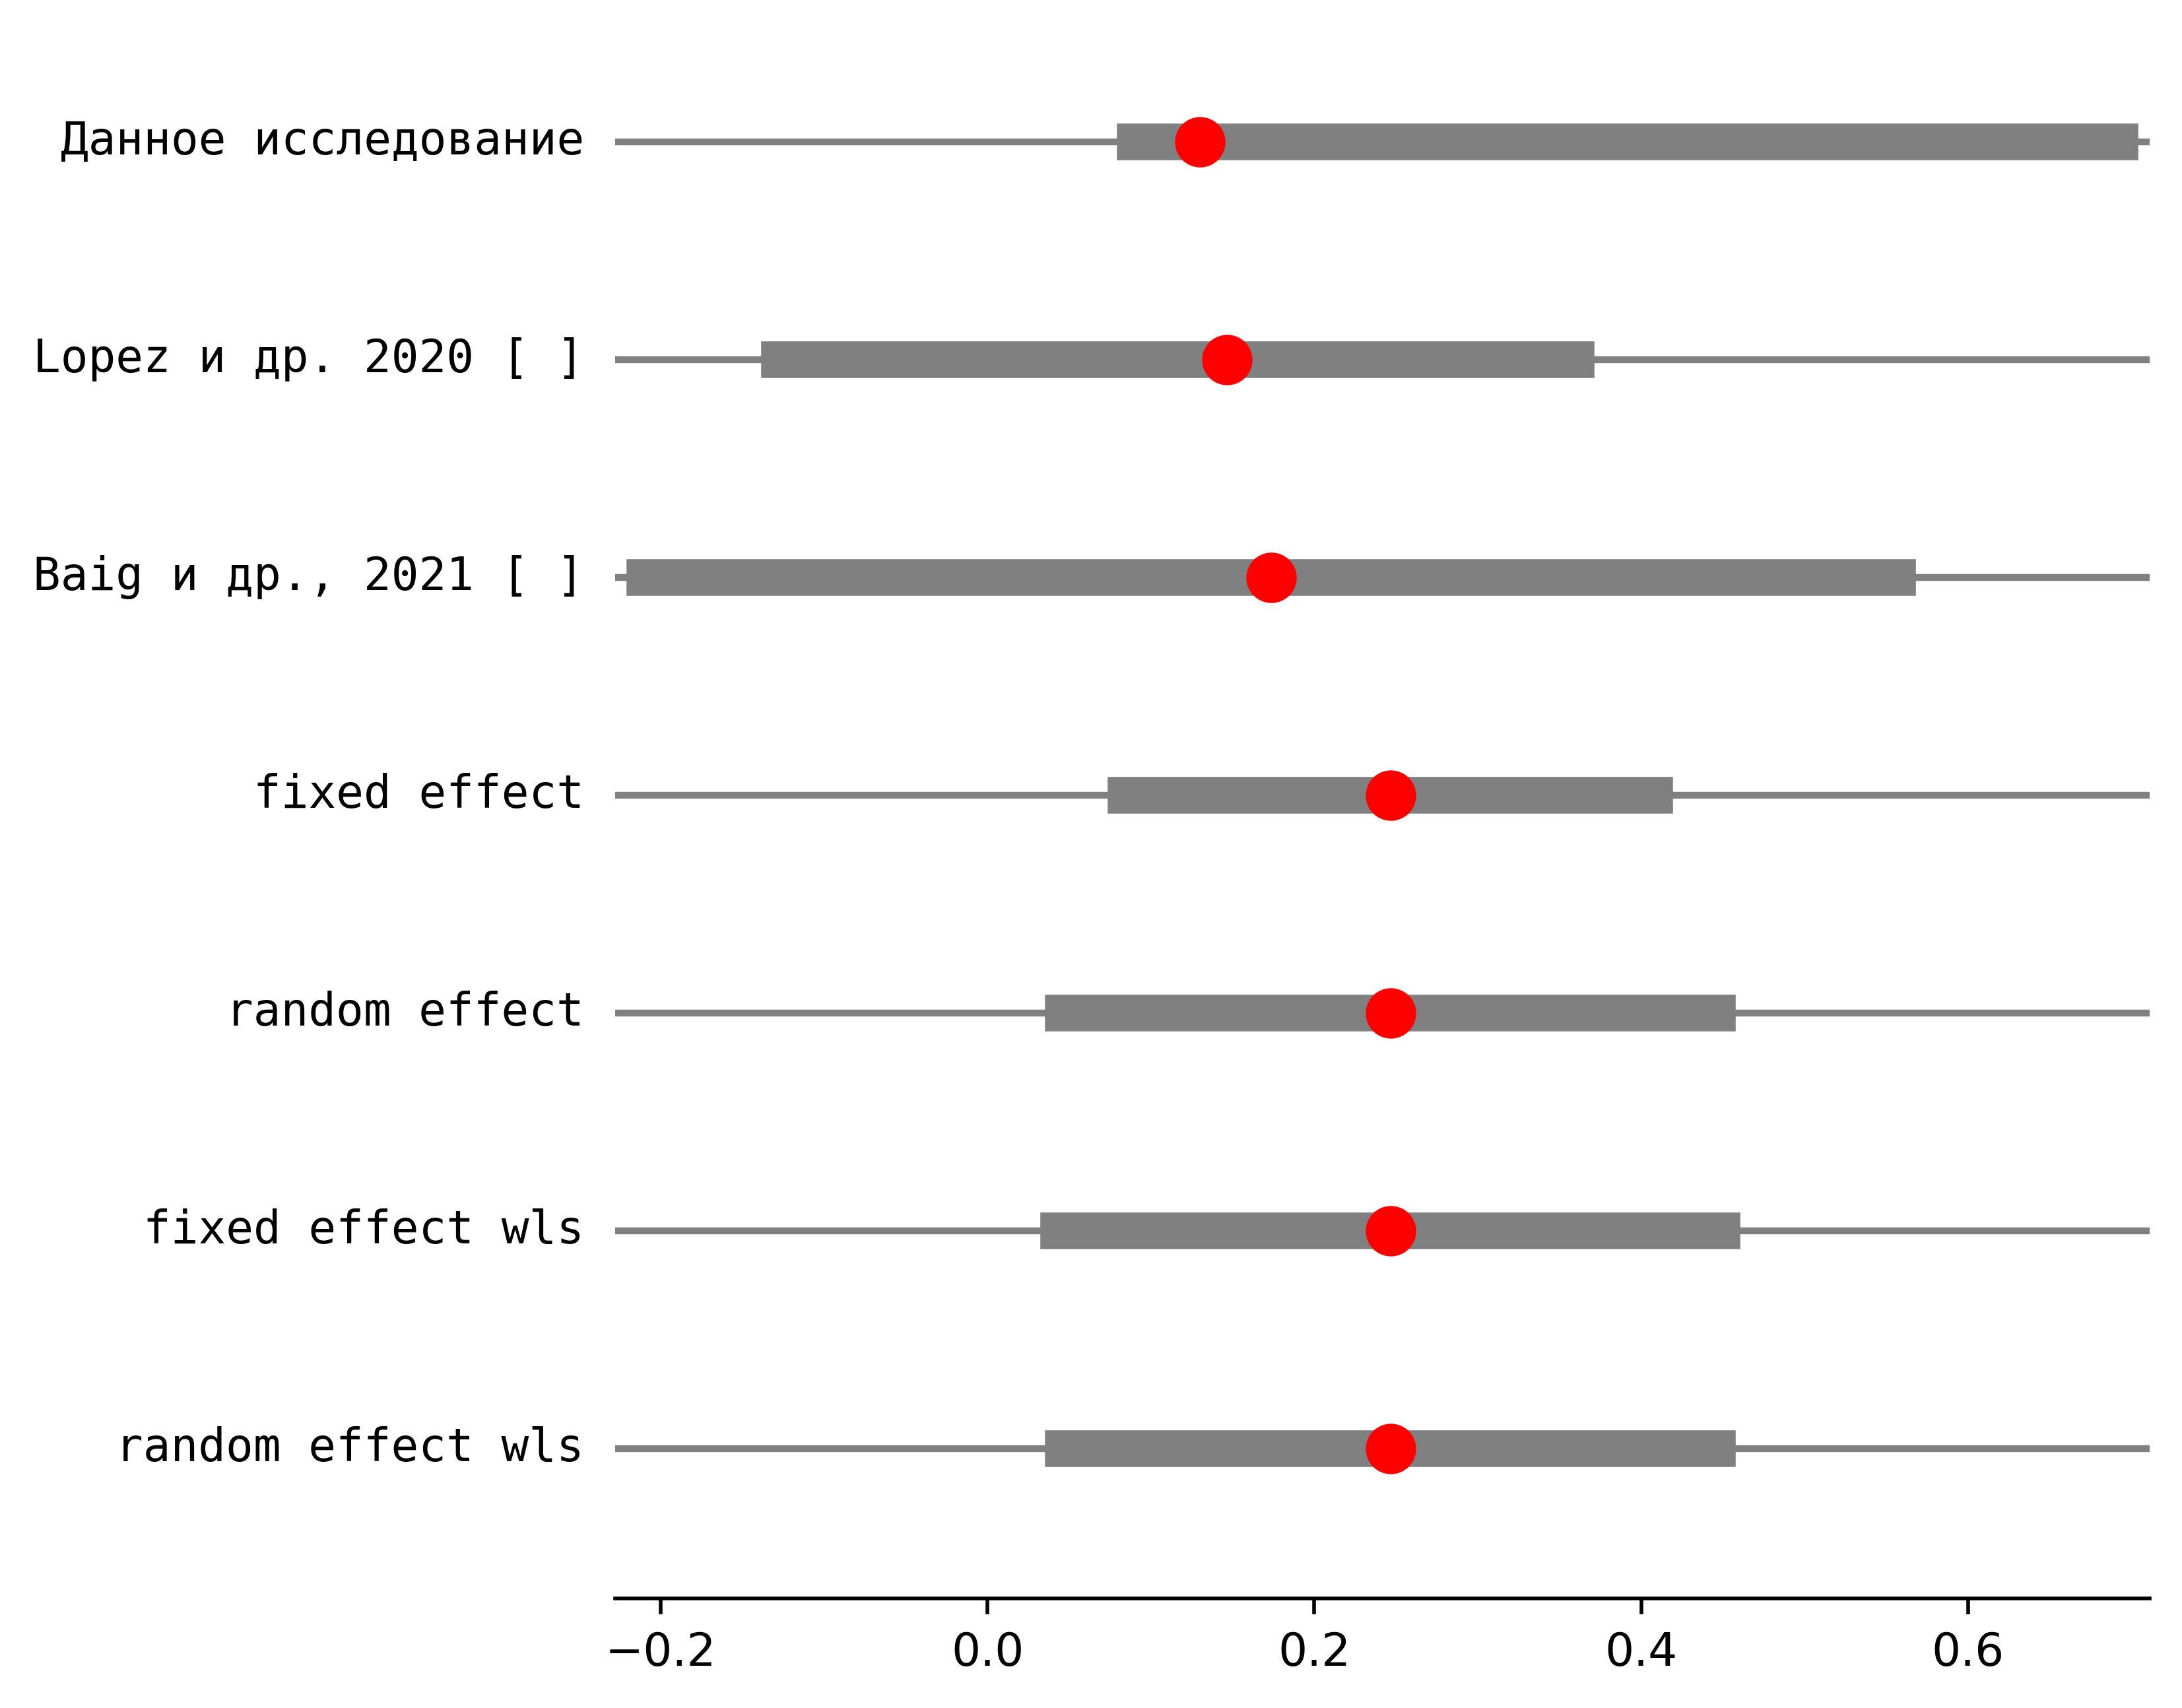 Данное исследование
Lopez и др. 2020 [ ]
Baig и др., 2021 [ ]
fixed effect
random effect
fixed effect wls
random effect wls
−0.2 0.0 0.2 0.4 0.6